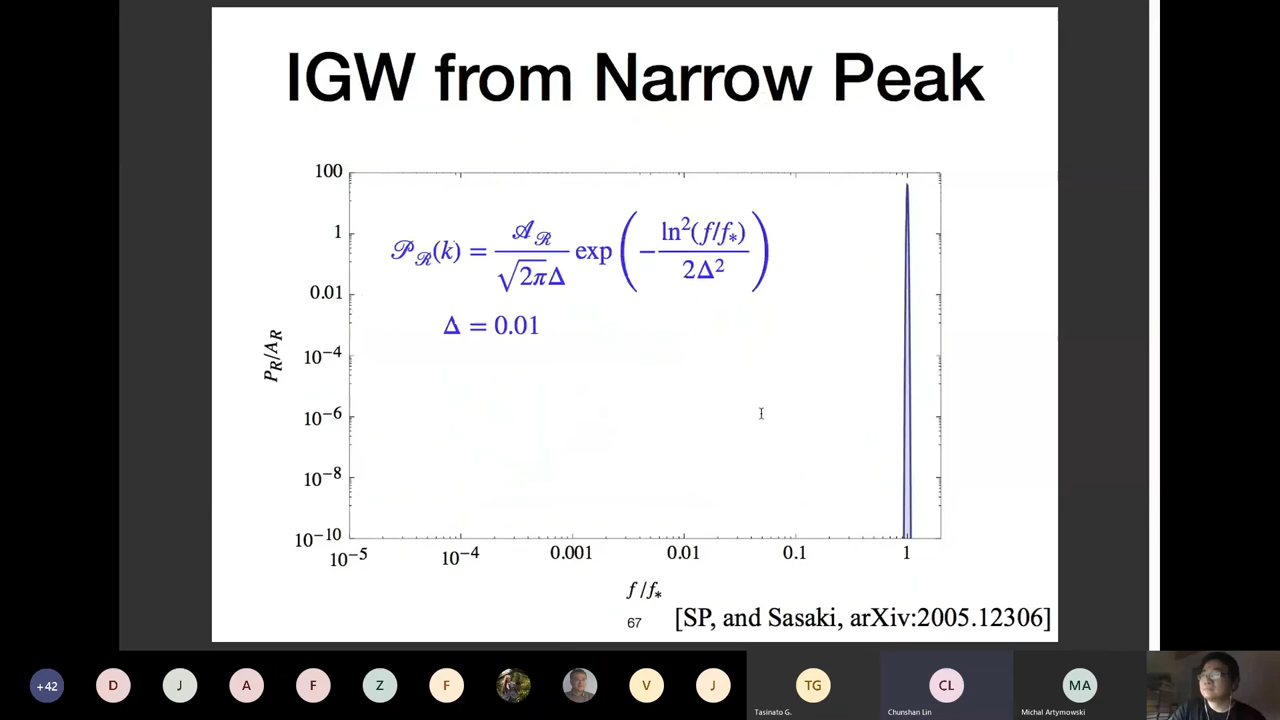 IGW from Narrow Peak
100
1
0.01
10⁻⁴
10⁻⁶
10⁻⁸
10⁻¹⁰
P_R/A_R
𝒫_ℛ(k) = 𝒜_ℛ / √2π Δ exp(− ln²(f/f_*) / 2Δ²)
Δ = 0.01
10⁻⁵ 10⁻⁴ 0.001 0.01 0.1 1
f/f_*
67
[SP, and Sasaki, arXiv:2005.12306]
+42 D J A F Z F V J TG CL MA
Tasinato G. Chunshan Lin Michal Artymowski